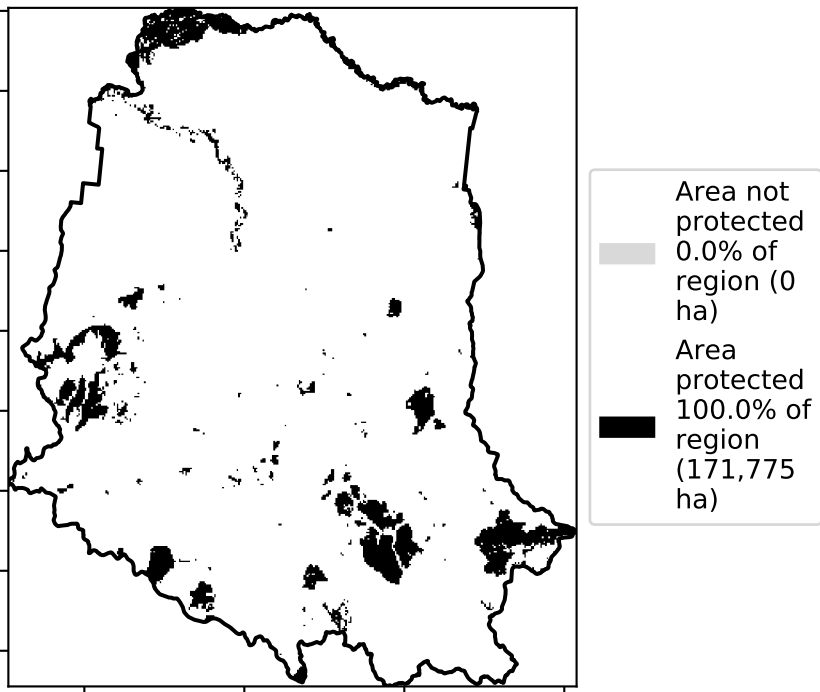 Area not
protected
0.0% of
region (0
ha)
Area
protected
100.0% of
region
(171,775
ha)